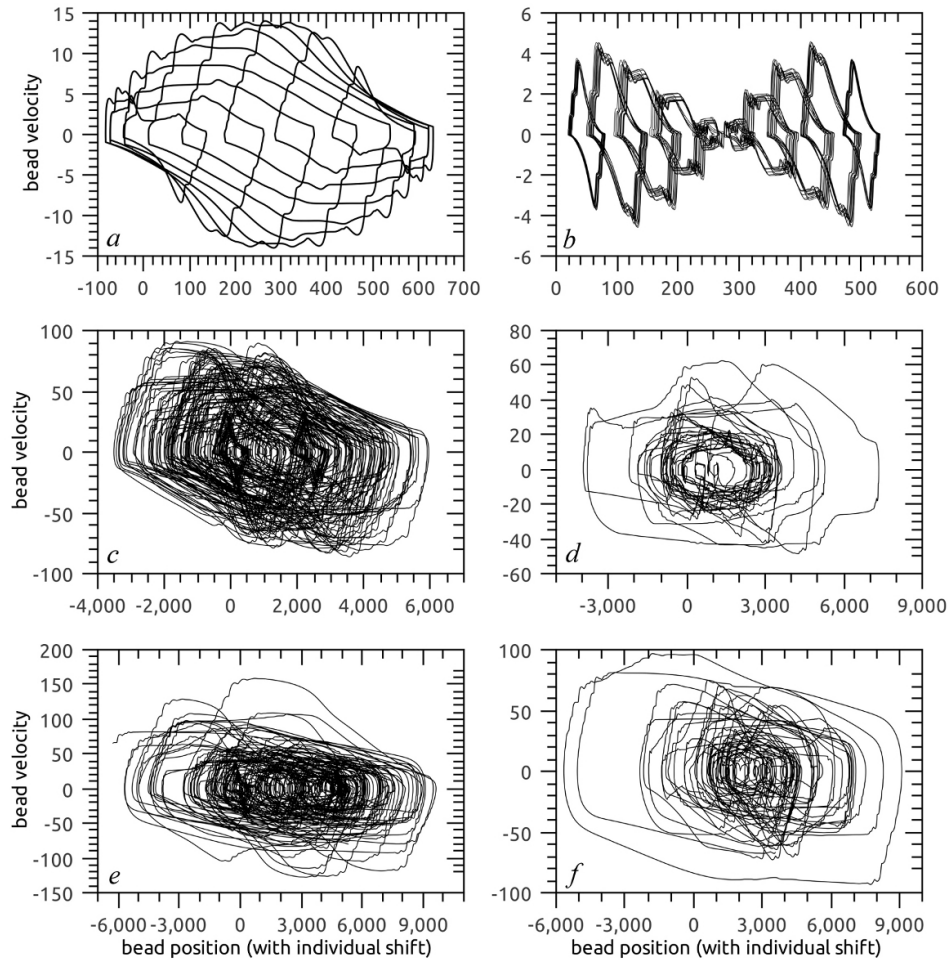 15
10
5
0
-5
-10
-15
bead velocity
a
-100 0 100 200 300 400 500 600 700
6
4
2
0
-2
-4
-6
b
0 100 200 300 400 500 600
100
50
0
-50
-100
bead velocity
c
-4,000 -2,000 0 2,000 4,000 6,000
80
60
40
20
0
-20
-40
-60
d
-3,000 0 3,000 6,000 9,000
200
150
100
50
0
-50
-100
-150
bead velocity
e
-6,000 -3,000 0 3,000 6,000 9,000
bead position (with individual shift)
100
50
0
-50
-100
f
-6,000 -3,000 0 3,000 6,000 9,000
bead position (with individual shift)